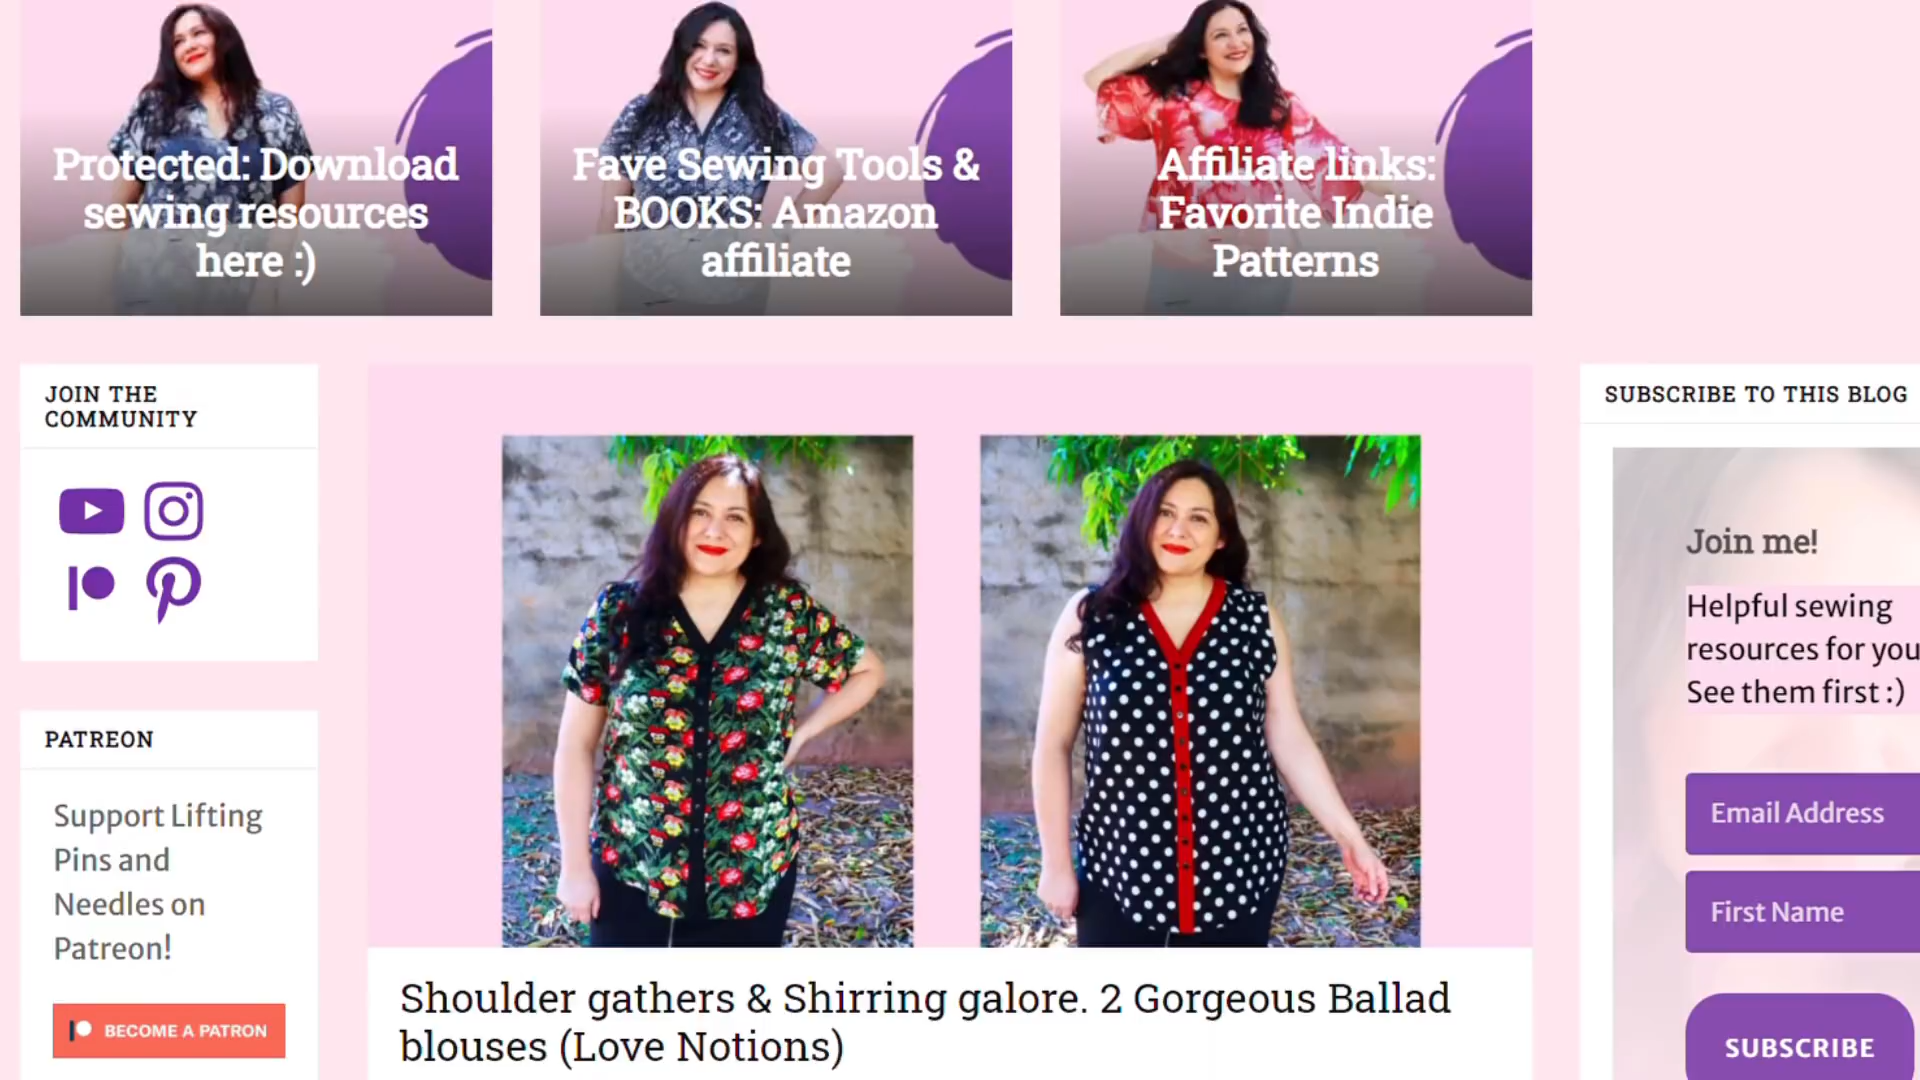 Protected: Download
sewing resources
here :)
Fave Sewing Tools &
BOOKS: Amazon
affiliate
Affiliate links:
Favorite Indie
Patterns
JOIN THE
COMMUNITY
PATREON
Support Lifting
Pins and
Needles on
Patreon!
BECOME A PATRON
Shoulder gathers & Shirring galore. 2 Gorgeous Ballad
blouses (Love Notions)
SUBSCRIBE TO THIS BLOG
Join me!
Helpful sewing
resources for you
See them first :)
Email Address
First Name
SUBSCRIBE